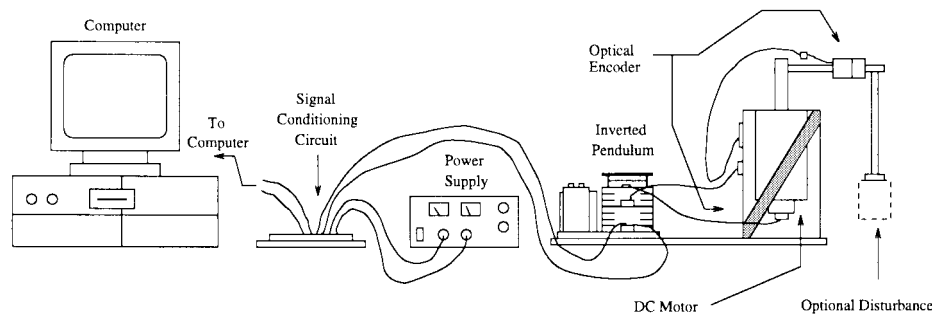 Computer
To
Computer
Signal
Conditioning
Circuit
Power
Supply
Inverted
Pendulum
Optical
Encoder
DC Motor
Optional Disturbance